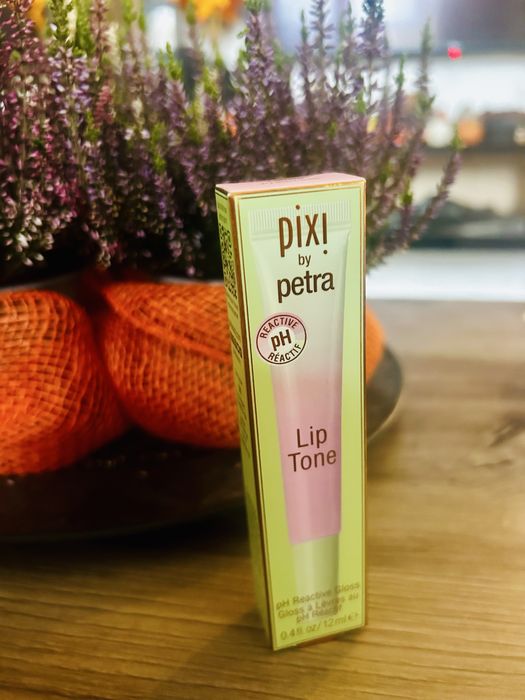 pixi
by
petra
REACTIVE
pH
RÉACTIF
Lip
Tone
pH Reactive Gloss
Gloss à Lèvres au
pH Réactif
0.4 fl. oz/12 ml e